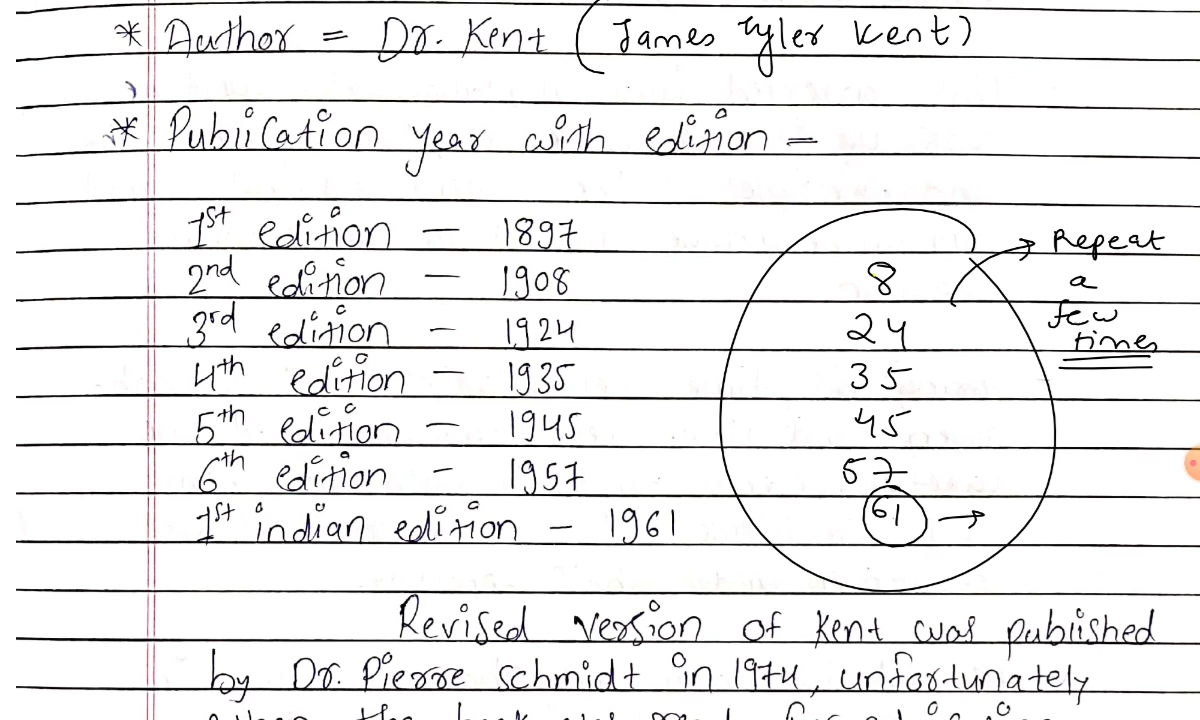 * Author = Dr. Kent (James Tyler Kent)
* Publication year with edition =
1st edition – 1897
2nd edition – 1908
3rd edition – 1924
4th edition – 1935
5th edition – 1945
6th edition – 1957
1st indian edition – 1961
8
24
35
45
57
61 →
Repeat
a
few
times
Revised version of Kent was published
by Dr. Pierre schmidt in 1974, unfortunately